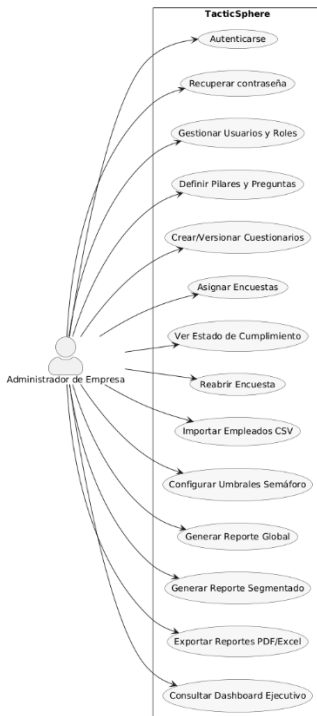 TacticSphere
Autenticarse
Recuperar contraseña
Gestionar Usuarios y Roles
Definir Pilares y Preguntas
Crear/Versionar Cuestionarios
Asignar Encuestas
Ver Estado de Cumplimiento
Administrador de Empresa
Reabrir Encuesta
Importar Empleados CSV
Configurar Umbrales Semáforo
Generar Reporte Global
Generar Reporte Segmentado
Exportar Reportes PDF/Excel
Consultar Dashboard Ejecutivo